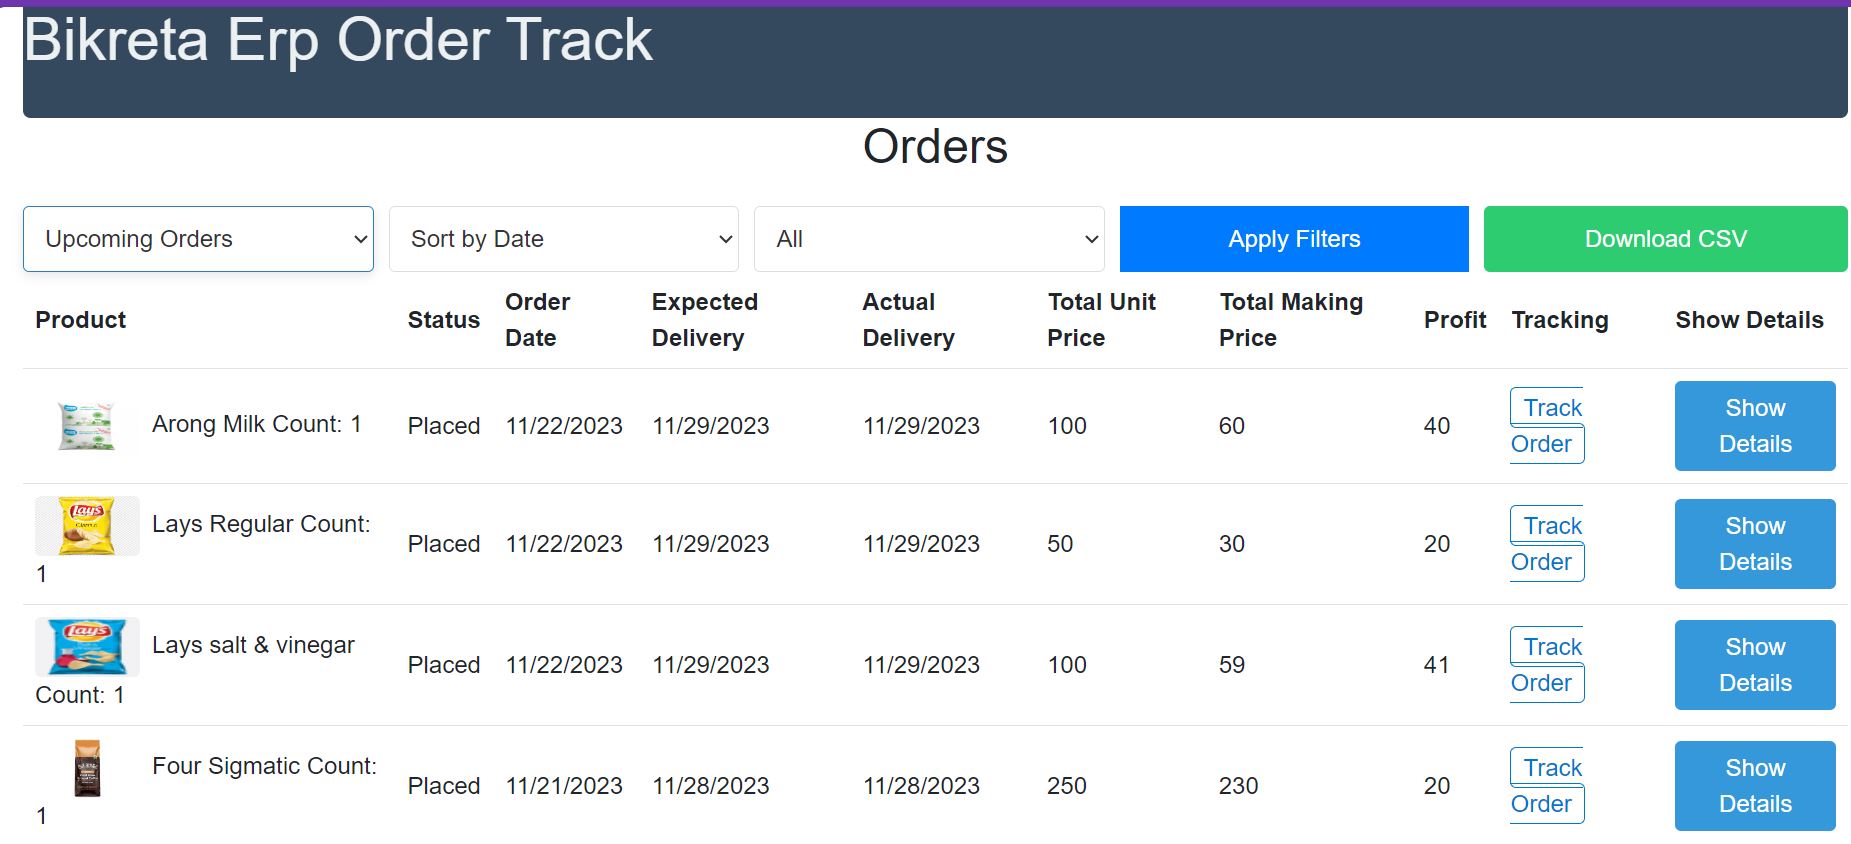 Bikreta Erp Order Track
Orders
Upcoming Orders
Sort by Date
All
Apply Filters
Download CSV
Product
Status
Order
Date
Expected
Delivery
Actual
Delivery
Total Unit
Price
Total Making
Price
Profit
Tracking
Show Details
Arong Milk Count: 1
Placed
11/22/2023
11/29/2023
11/29/2023
100
60
40
Track
Order
Show
Details
Lays
Lays Regular Count:
1
Placed
11/22/2023
11/29/2023
11/29/2023
50
30
20
Track
Order
Show
Details
Lays
Lays salt & vinegar
Count: 1
Placed
11/22/2023
11/29/2023
11/29/2023
100
59
41
Track
Order
Show
Details
Four Sigmatic Count:
1
Placed
11/21/2023
11/28/2023
11/28/2023
250
230
20
Track
Order
Show
Details